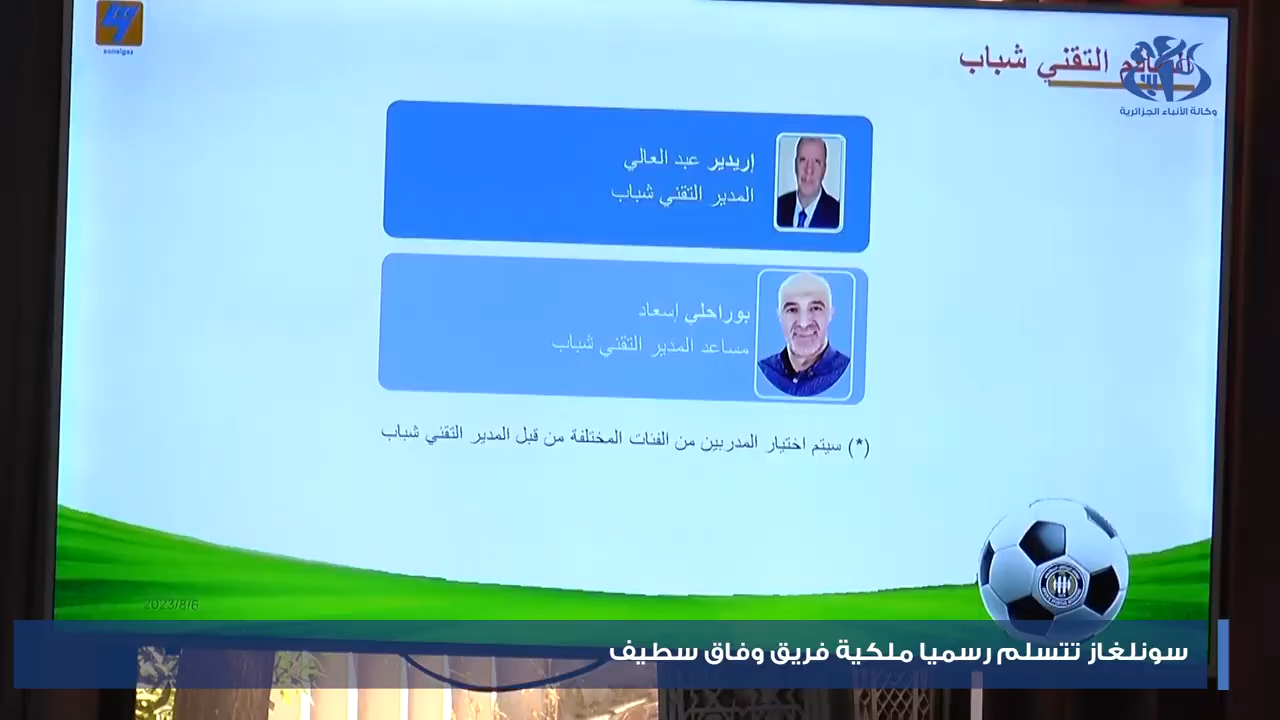 sonelgaz
التقني شباب
وكالة الأنباء الجزائرية
إريدير عبد العالي
المدير التقني شباب
بوراحلي إسعاد
مساعد المدير التقني شباب
(*) سيتم اختيار المدربين من الفئات المختلفة من قبل المدير التقني شباب
2023/8/6
سونلغاز تتسلم رسميا ملكية فريق وفاق سطيف